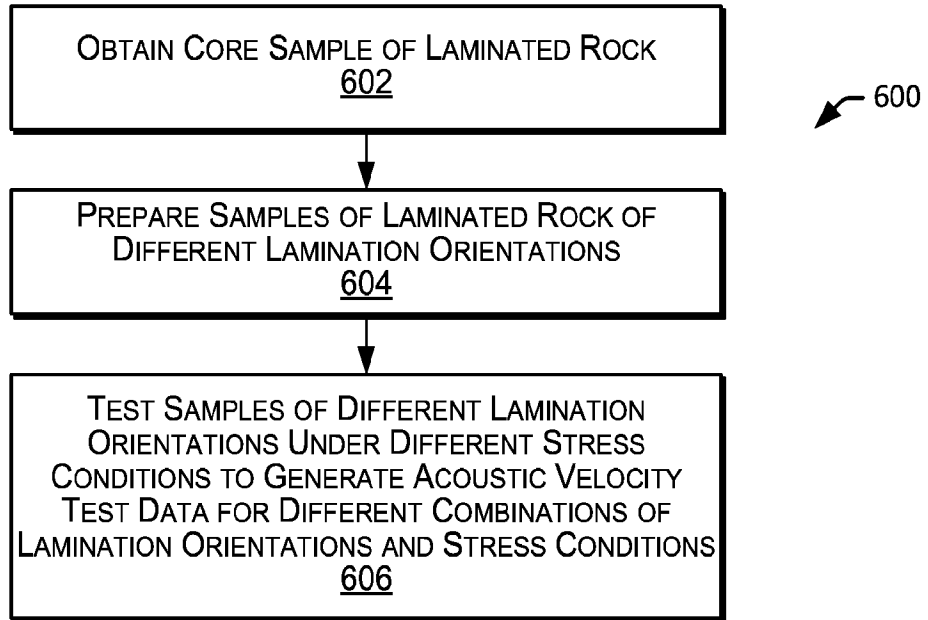 OBTAIN CORE SAMPLE OF LAMINATED ROCK
602
600
PREPARE SAMPLES OF LAMINATED ROCK OF
DIFFERENT LAMINATION ORIENTATIONS
604
TEST SAMPLES OF DIFFERENT LAMINATION
ORIENTATIONS UNDER DIFFERENT STRESS
CONDITIONS TO GENERATE ACOUSTIC VELOCITY
TEST DATA FOR DIFFERENT COMBINATIONS OF
LAMINATION ORIENTATIONS AND STRESS CONDITIONS
606